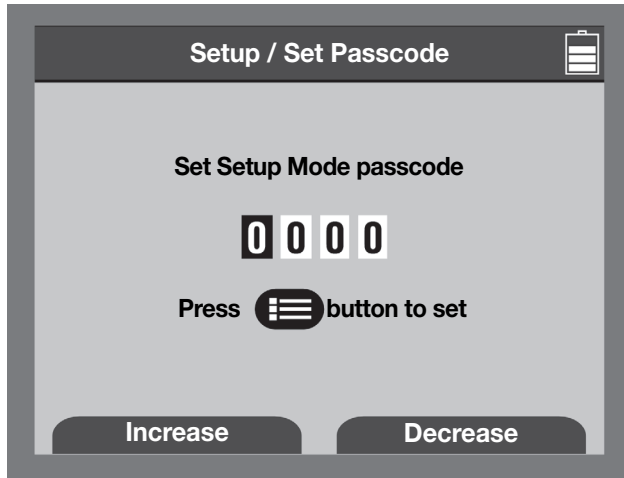 Setup / Set Passcode
Set Setup Mode passcode
0 0 0 0
Press button to set
Increase Decrease